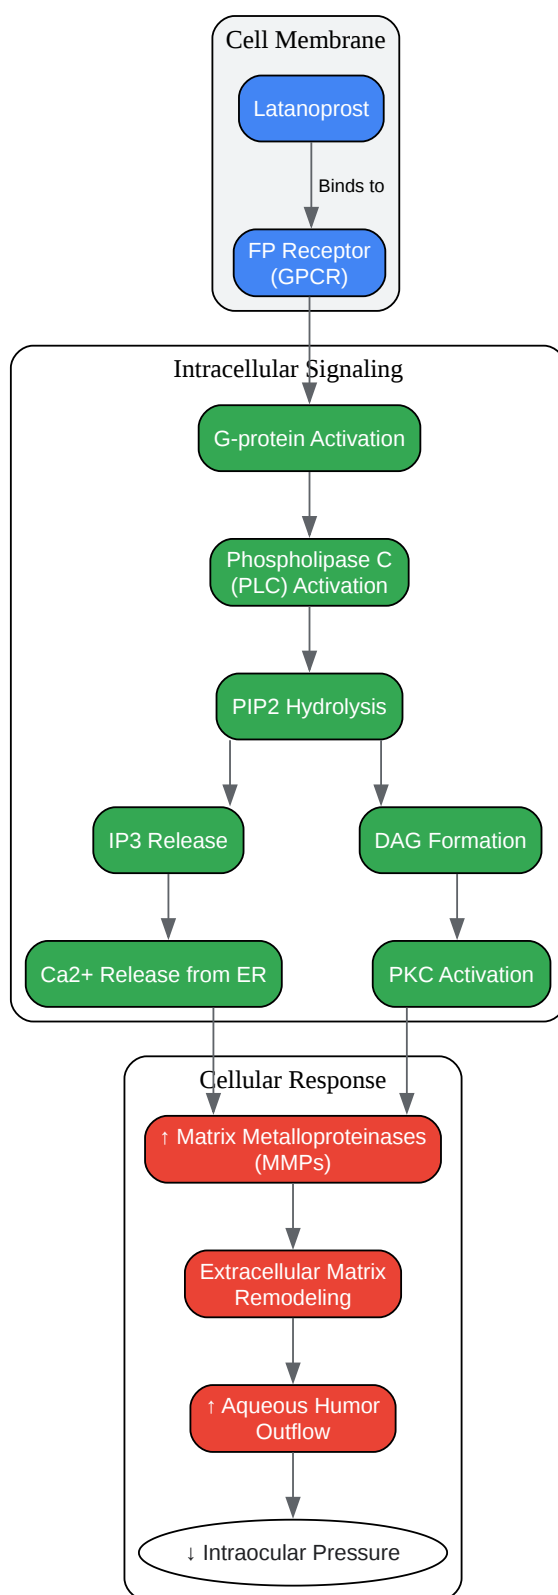 Cell Membrane
Latanoprost
Binds to
FP Receptor
(GPCR)
Intracellular Signaling
G-protein Activation
Phospholipase C
(PLC) Activation
PIP2 Hydrolysis
IP3 Release
DAG Formation
Ca2+ Release from ER
PKC Activation
Cellular Response
↑ Matrix Metalloproteinases
(MMPs)
Extracellular Matrix
Remodeling
↑ Aqueous Humor
Outflow
↓ Intraocular Pressure